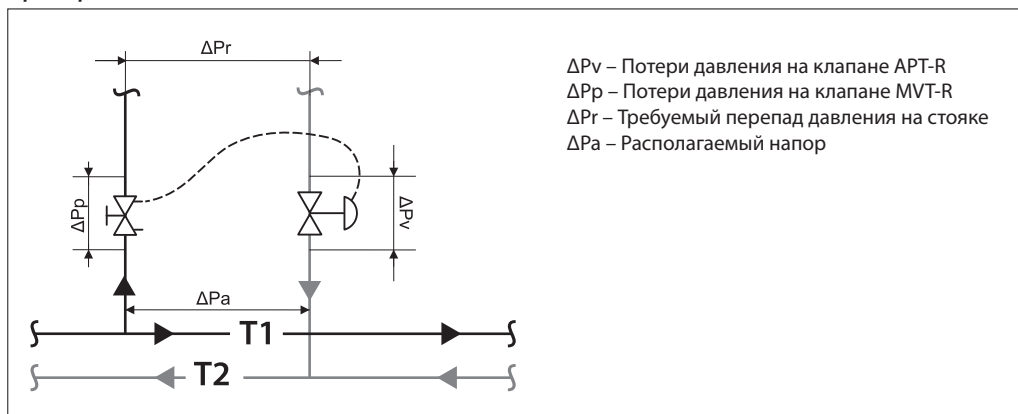 ΔPr
ΔPv – Потери давления на клапане APT-R
ΔPp – Потери давления на клапане MVT-R
ΔPr – Требуемый перепад давления на стояке
ΔPa – Располагаемый напор
ΔPp
ΔPv
ΔPa
T1
T2